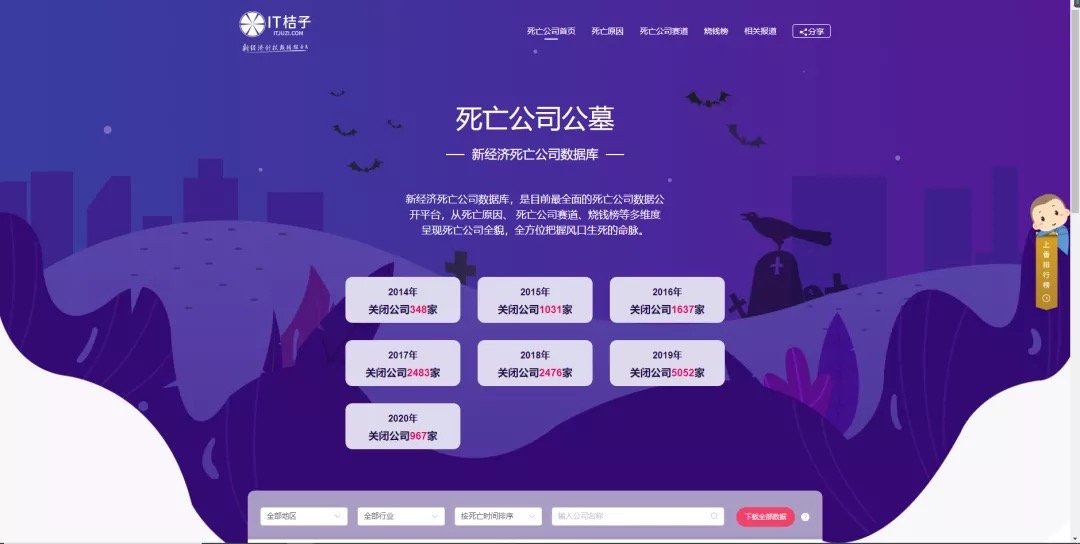 IT桔子
ITJUZI.COM
死亡公司首页 死亡原因 死亡公司赛道 烧钱榜 相关报道 分享
死亡公司公墓
新经济死亡公司数据库
新经济死亡公司数据库，是目前最全面的死亡公司数据公
开平台，从死亡原因、死亡公司赛道、烧钱榜等多维度
呈现死亡公司全貌，全方位把握风口生死的命脉。
2014年
关闭公司348家
2015年
关闭公司1031家
2016年
关闭公司1637家
2017年
关闭公司2483家
2018年
关闭公司2476家
2019年
关闭公司5052家
2020年
关闭公司967家
上香排行榜
全部地区 全部行业 按死亡时间排序 输入公司名称 下载全部数据